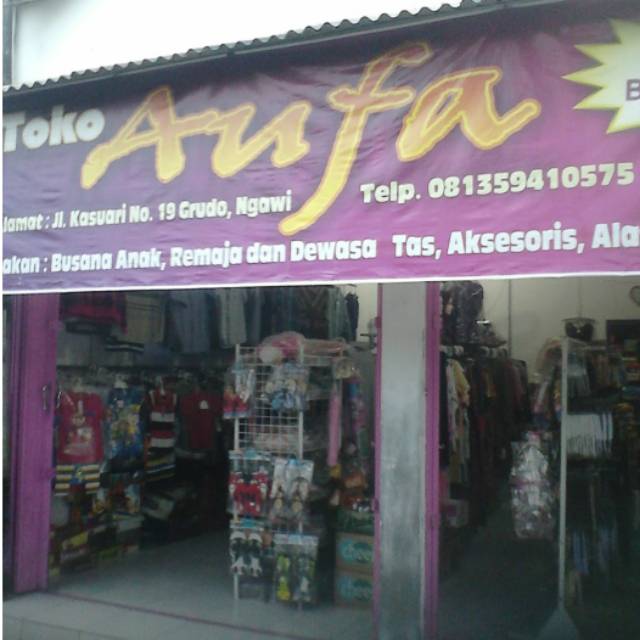 Toko Aufa
lamat : Jl. Kasuari No. 19 Grudo, Ngawi
Telp. 081359410575
akan : Busana Anak, Remaja dan Dewasa Tas, Aksesoris, Ala
B